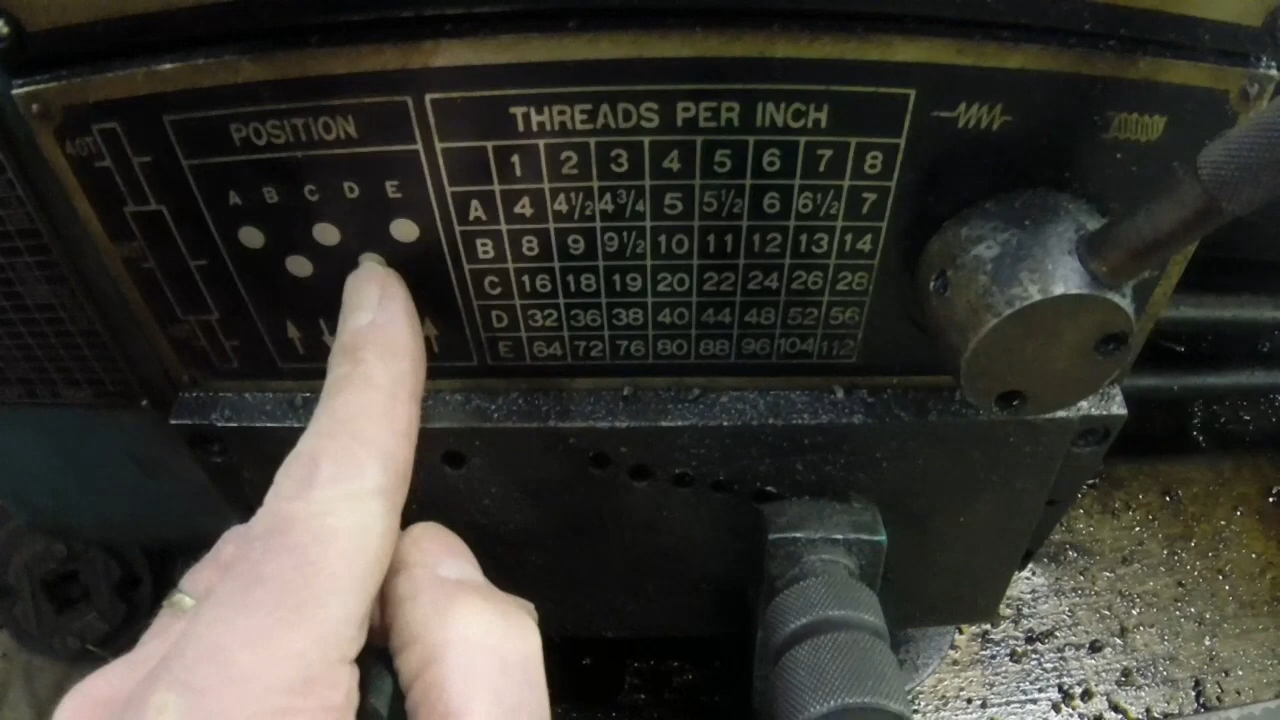 40T
POSITION
A B C D E
THREADS PER INCH
1 2 3 4 5 6 7 8
A 4 4½ 4¾ 5 5½ 6 6½ 7
B 8 9 9½ 10 11 12 13 14
C 16 18 19 20 22 24 26 28
D 32 36 38 40 44 48 52 56
E 64 72 76 80 88 96 104 112